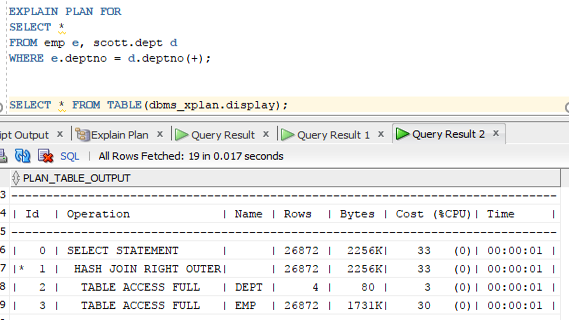 EXPLAIN PLAN FOR
SELECT *
FROM emp e, scott.dept d
WHERE e.deptno = d.deptno(+);
SELECT * FROM TABLE(dbms_xplan.display);
ipt Output x Explain Plan x Query Result x Query Result 1 x Query Result 2 x
SQL | All Rows Fetched: 19 in 0.017 seconds
PLAN_TABLE_OUTPUT
3 --------------------------------------------------------------------------------
4 | Id | Operation | Name | Rows | Bytes | Cost (%CPU)| Time |
5 --------------------------------------------------------------------------------
6 | 0 | SELECT STATEMENT | | 26872 | 2256K| 33 (0)| 00:00:01 |
7 |* 1 | HASH JOIN RIGHT OUTER| | 26872 | 2256K| 33 (0)| 00:00:01 |
8 | 2 | TABLE ACCESS FULL | DEPT | 4 | 80 | 3 (0)| 00:00:01 |
9 | 3 | TABLE ACCESS FULL | EMP | 26872 | 1731K| 30 (0)| 00:00:01 |